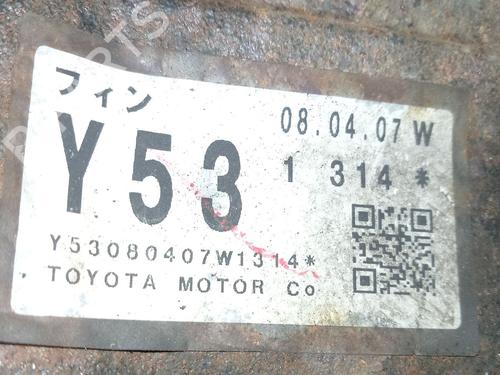 フィン
08.04.07 W
Y53
1 314 *
Y53080407W1314*
TOYOTA MOTOR Co